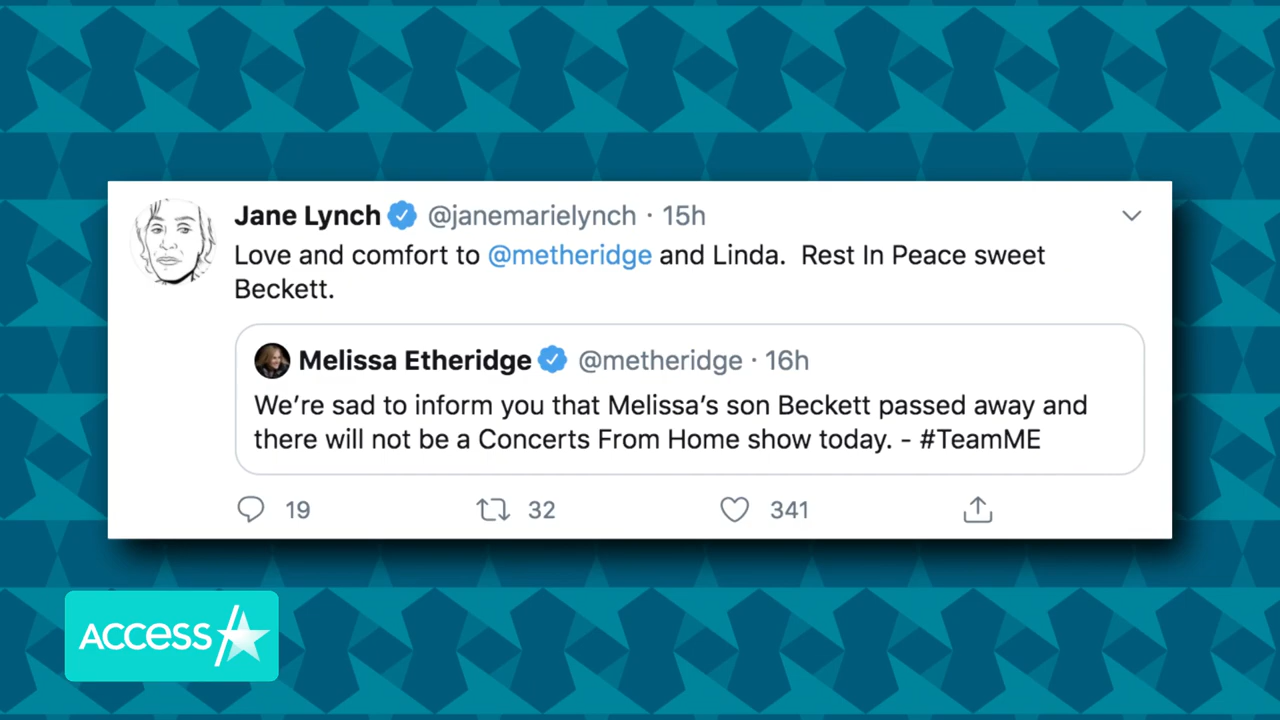 Jane Lynch @janemarielynch · 15h
Love and comfort to @metheridge and Linda.  Rest In Peace sweet
Beckett.
Melissa Etheridge @metheridge · 16h
We’re sad to inform you that Melissa’s son Beckett passed away and
there will not be a Concerts From Home show today. - #TeamME
19 32 341
ACCESS